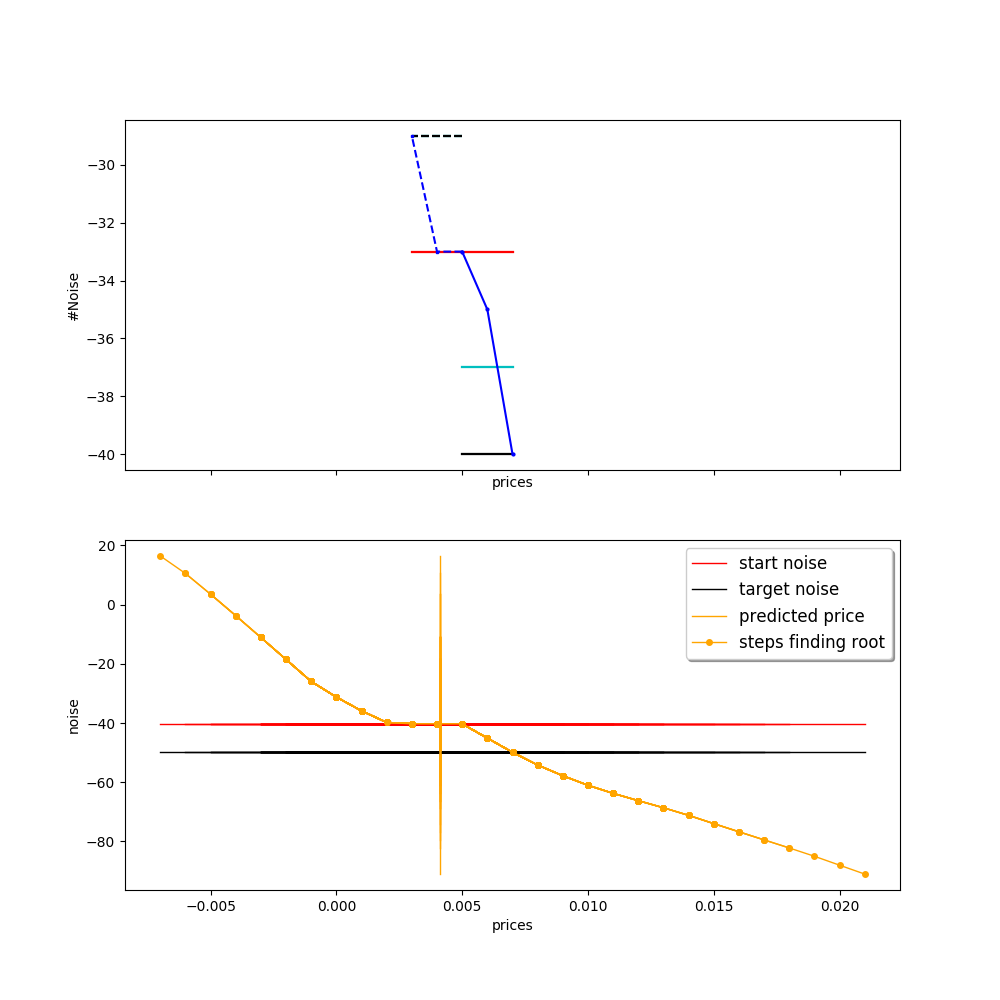 −30
−32
−34
−36
−38
−40
#Noise
prices
20
0
−20
−40
−60
−80
noise
start noise
target noise
predicted price
steps finding root
−0.005 0.000 0.005 0.010 0.015 0.020
prices